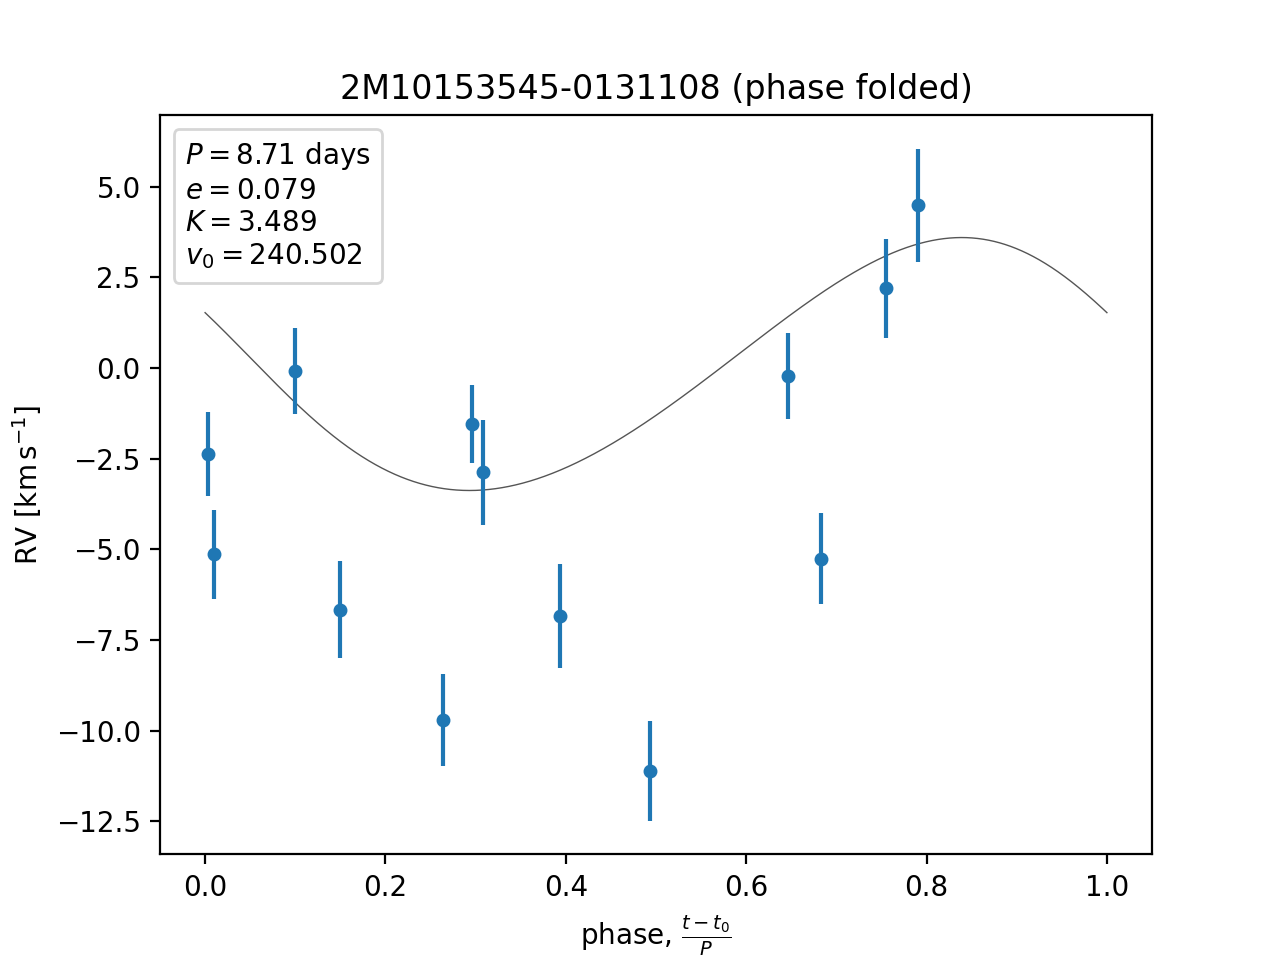 2M10153545-0131108 (phase folded)
P = 8.71 days
e = 0.079
K = 3.489
v₀ = 240.502
5.0
2.5
0.0
−2.5
−5.0
−7.5
−10.0
−12.5
RV [km s⁻¹]
0.0 0.2 0.4 0.6 0.8 1.0
phase, (t − t₀)/P